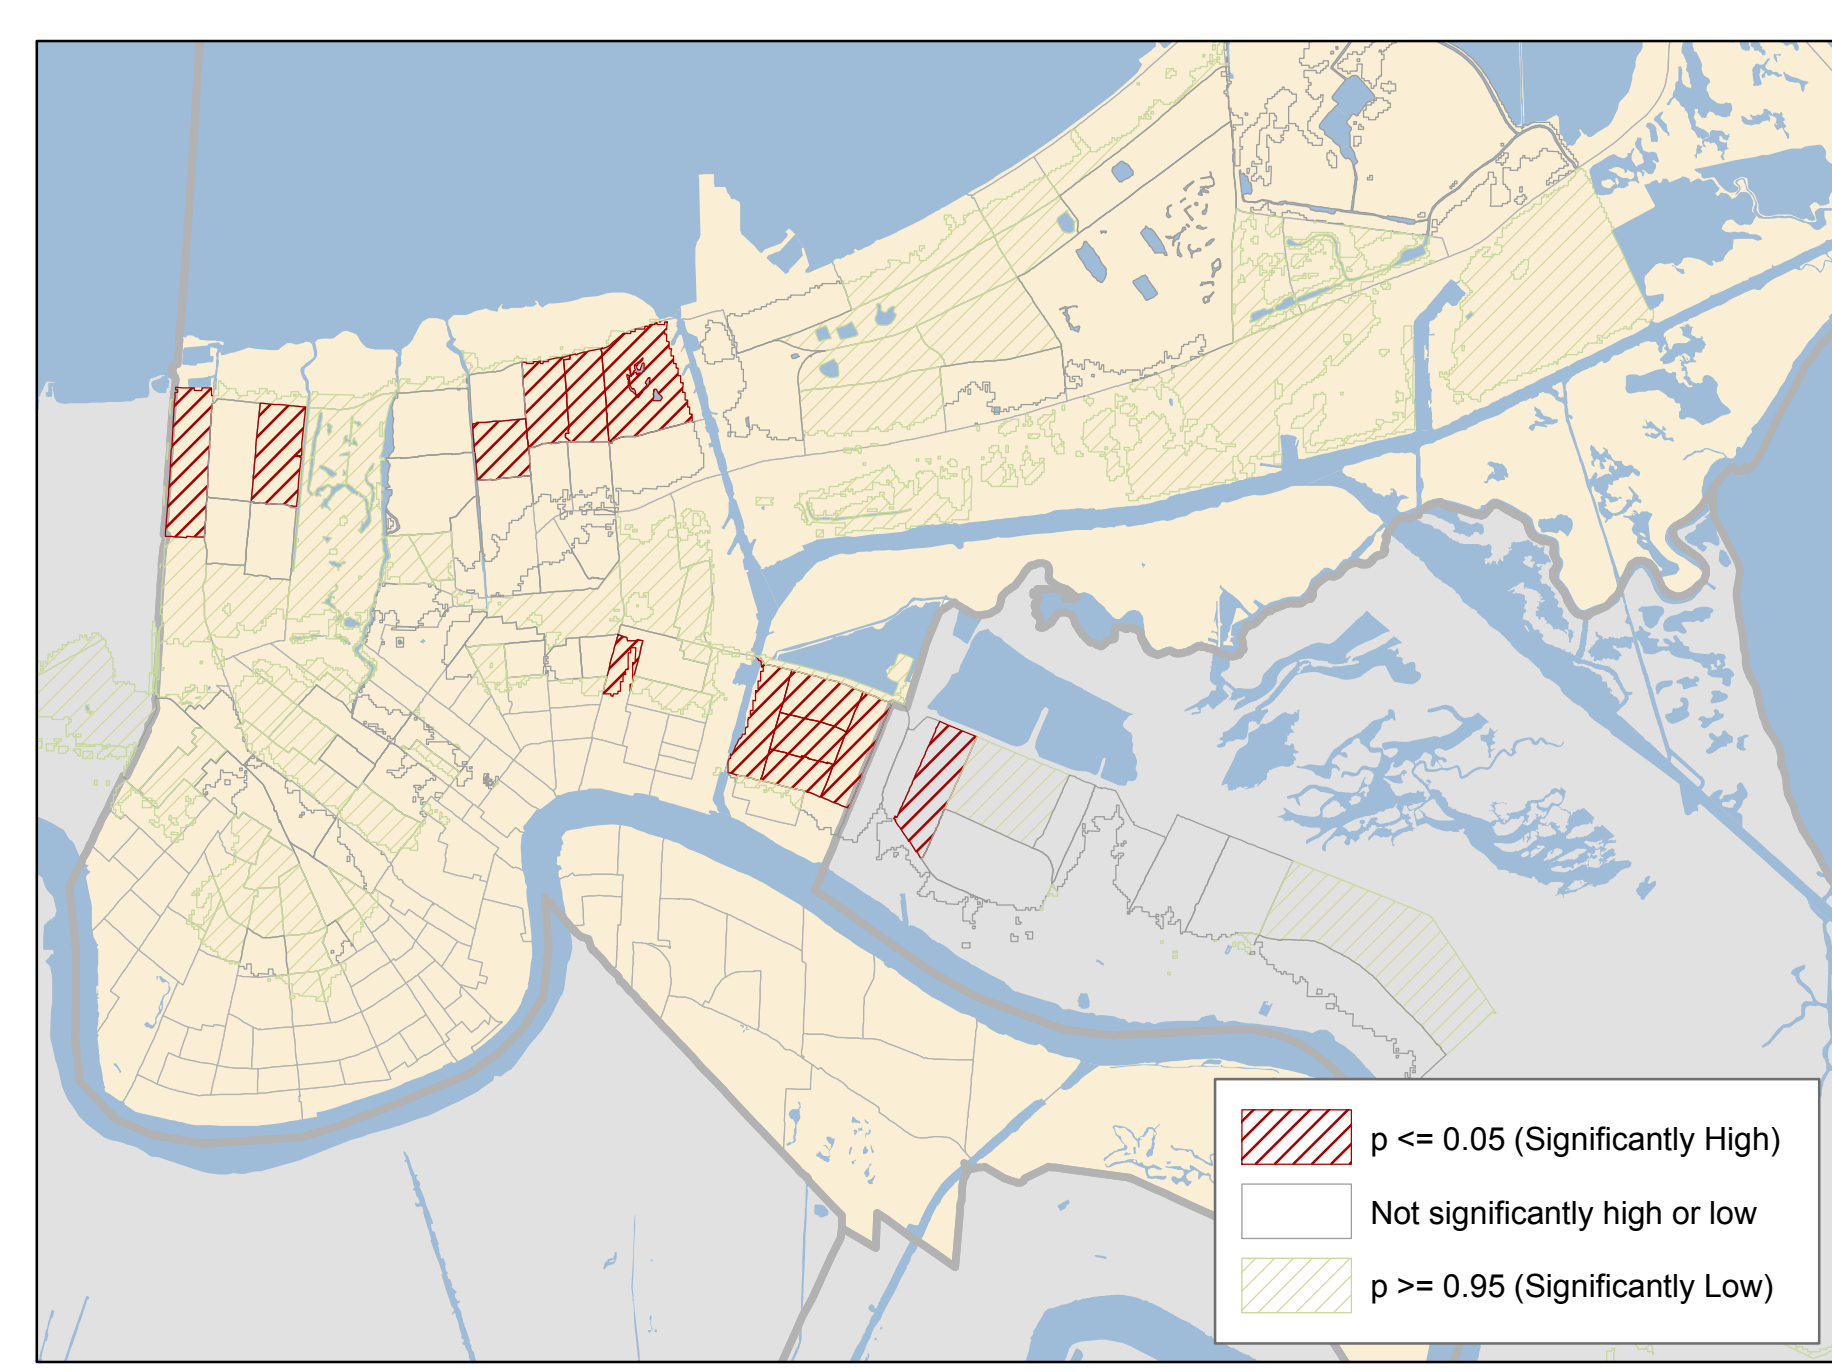 p <= 0.05 (Significantly High)
Not significantly high or low
p >= 0.95 (Significantly Low)